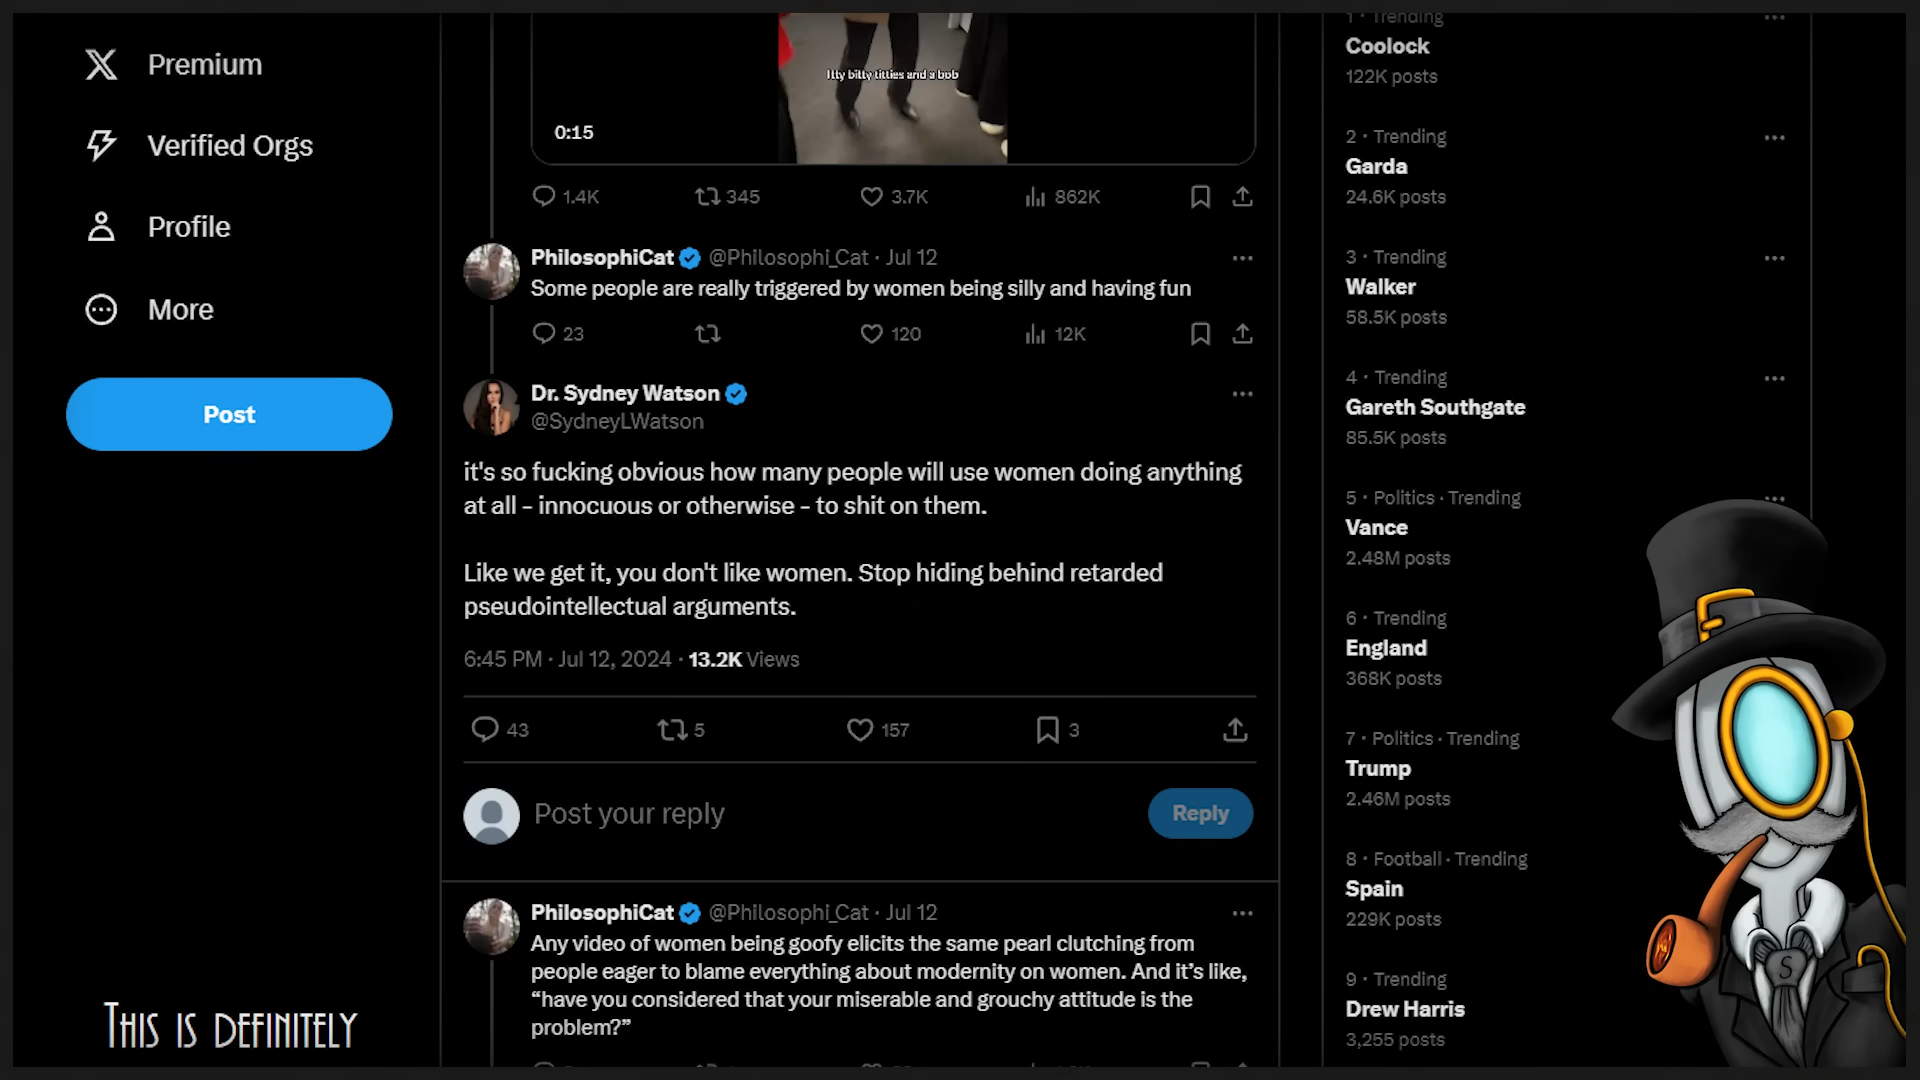 Premium
Verified Orgs
Profile
More
Post
Itty bitty titties and a bob
0:15
1.4K 345 3.7K 862K
PhilosophiCat @Philosophi_Cat · Jul 12
Some people are really triggered by women being silly and having fun
23 120 12K
Dr. Sydney Watson
@SydneyLWatson
it's so fucking obvious how many people will use women doing anything
at all – innocuous or otherwise – to shit on them.
Like we get it, you don't like women. Stop hiding behind retarded
pseudointellectual arguments.
6:45 PM · Jul 12, 2024 · 13.2K Views
43 5 157 3
Post your reply
Reply
PhilosophiCat @Philosophi_Cat · Jul 12
Any video of women being goofy elicits the same pearl clutching from
people eager to blame everything about modernity on women. And it's like,
“have you considered that your miserable and grouchy attitude is the
problem?”
1 · Trending
Coolock
122K posts
2 · Trending
Garda
24.6K posts
3 · Trending
Walker
58.5K posts
4 · Trending
Gareth Southgate
85.5K posts
5 · Politics · Trending
Vance
2.48M posts
6 · Trending
England
368K posts
7 · Politics · Trending
Trump
2.46M posts
8 · Football · Trending
Spain
229K posts
9 · Trending
Drew Harris
3,255 posts
S
THIS IS DEFINITELY